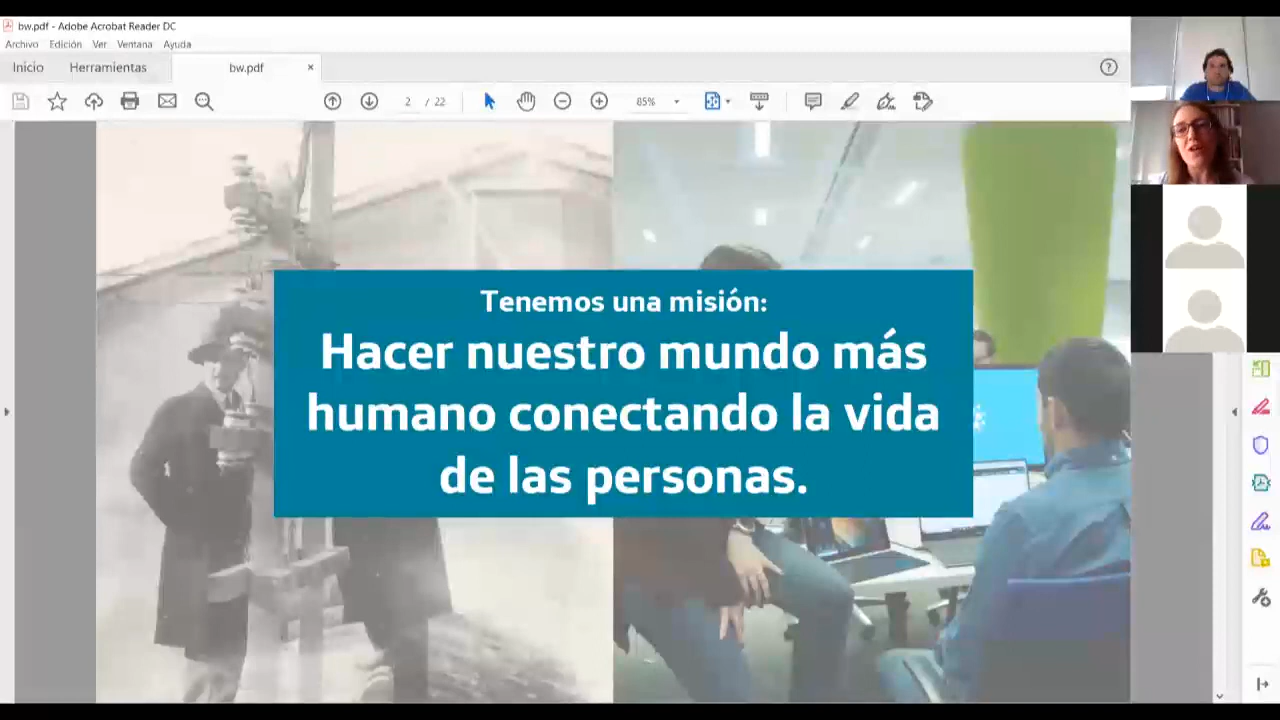 bw.pdf - Adobe Acrobat Reader DC
Archivo Edición Ver Ventana Ayuda
Inicio Herramientas bw.pdf ×
2 / 22 85%
Tenemos una misión:
Hacer nuestro mundo más
humano conectando la vida
de las personas.